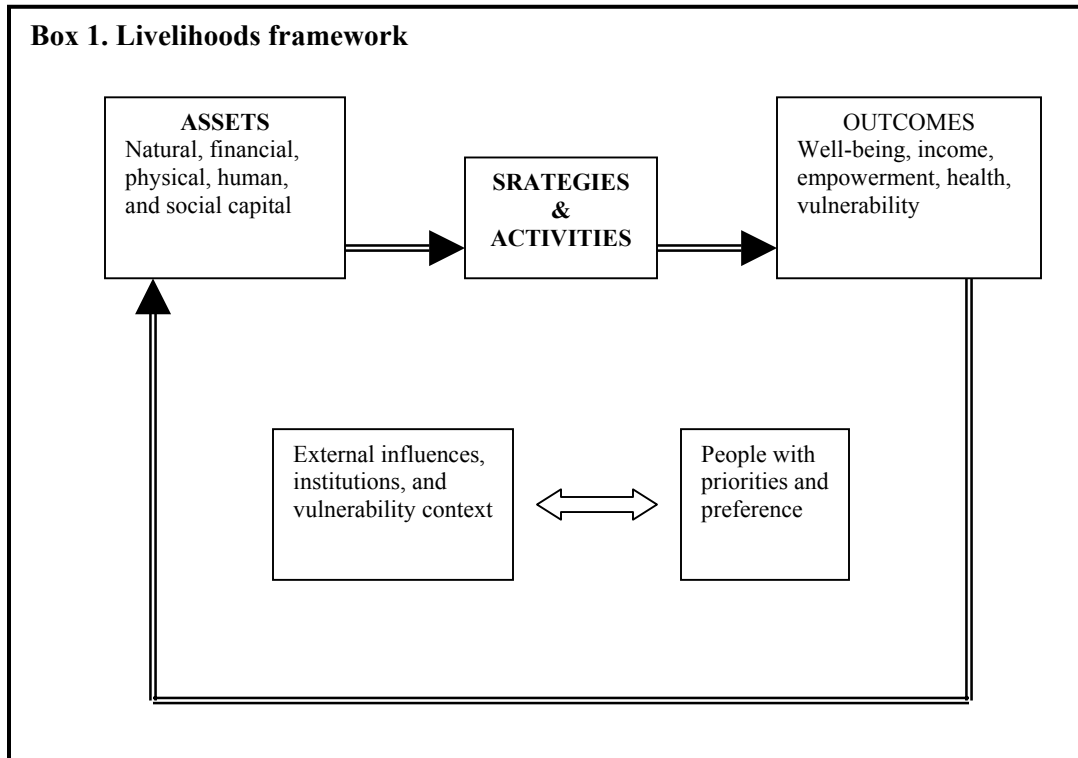 Box 1. Livelihoods framework
ASSETS
Natural, financial,
physical, human,
and social capital
SRATEGIES
&
ACTIVITIES
OUTCOMES
Well-being, income,
empowerment, health,
vulnerability
External influences,
institutions, and
vulnerability context
People with
priorities and
preference